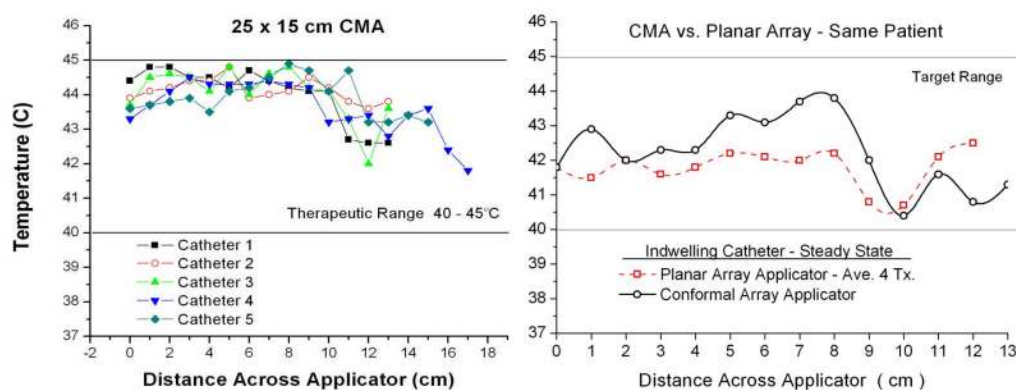 25 x 15 cm CMA
46
45
44
43
42
41
40
39
38
37
Temperature (C)
Therapeutic Range 40 - 45°C
Catheter 1
Catheter 2
Catheter 3
Catheter 4
Catheter 5
-2 0 2 4 6 8 10 12 14 16 18
Distance Across Applicator (cm)
CMA vs. Planar Array - Same Patient
46
45
44
43
42
41
40
39
38
37
Target Range
Indwelling Catheter - Steady State
Planar Array Applicator - Ave. 4 Tx.
Conformal Array Applicator
0 1 2 3 4 5 6 7 8 9 10 11 12 13
Distance Across Applicator ( cm )